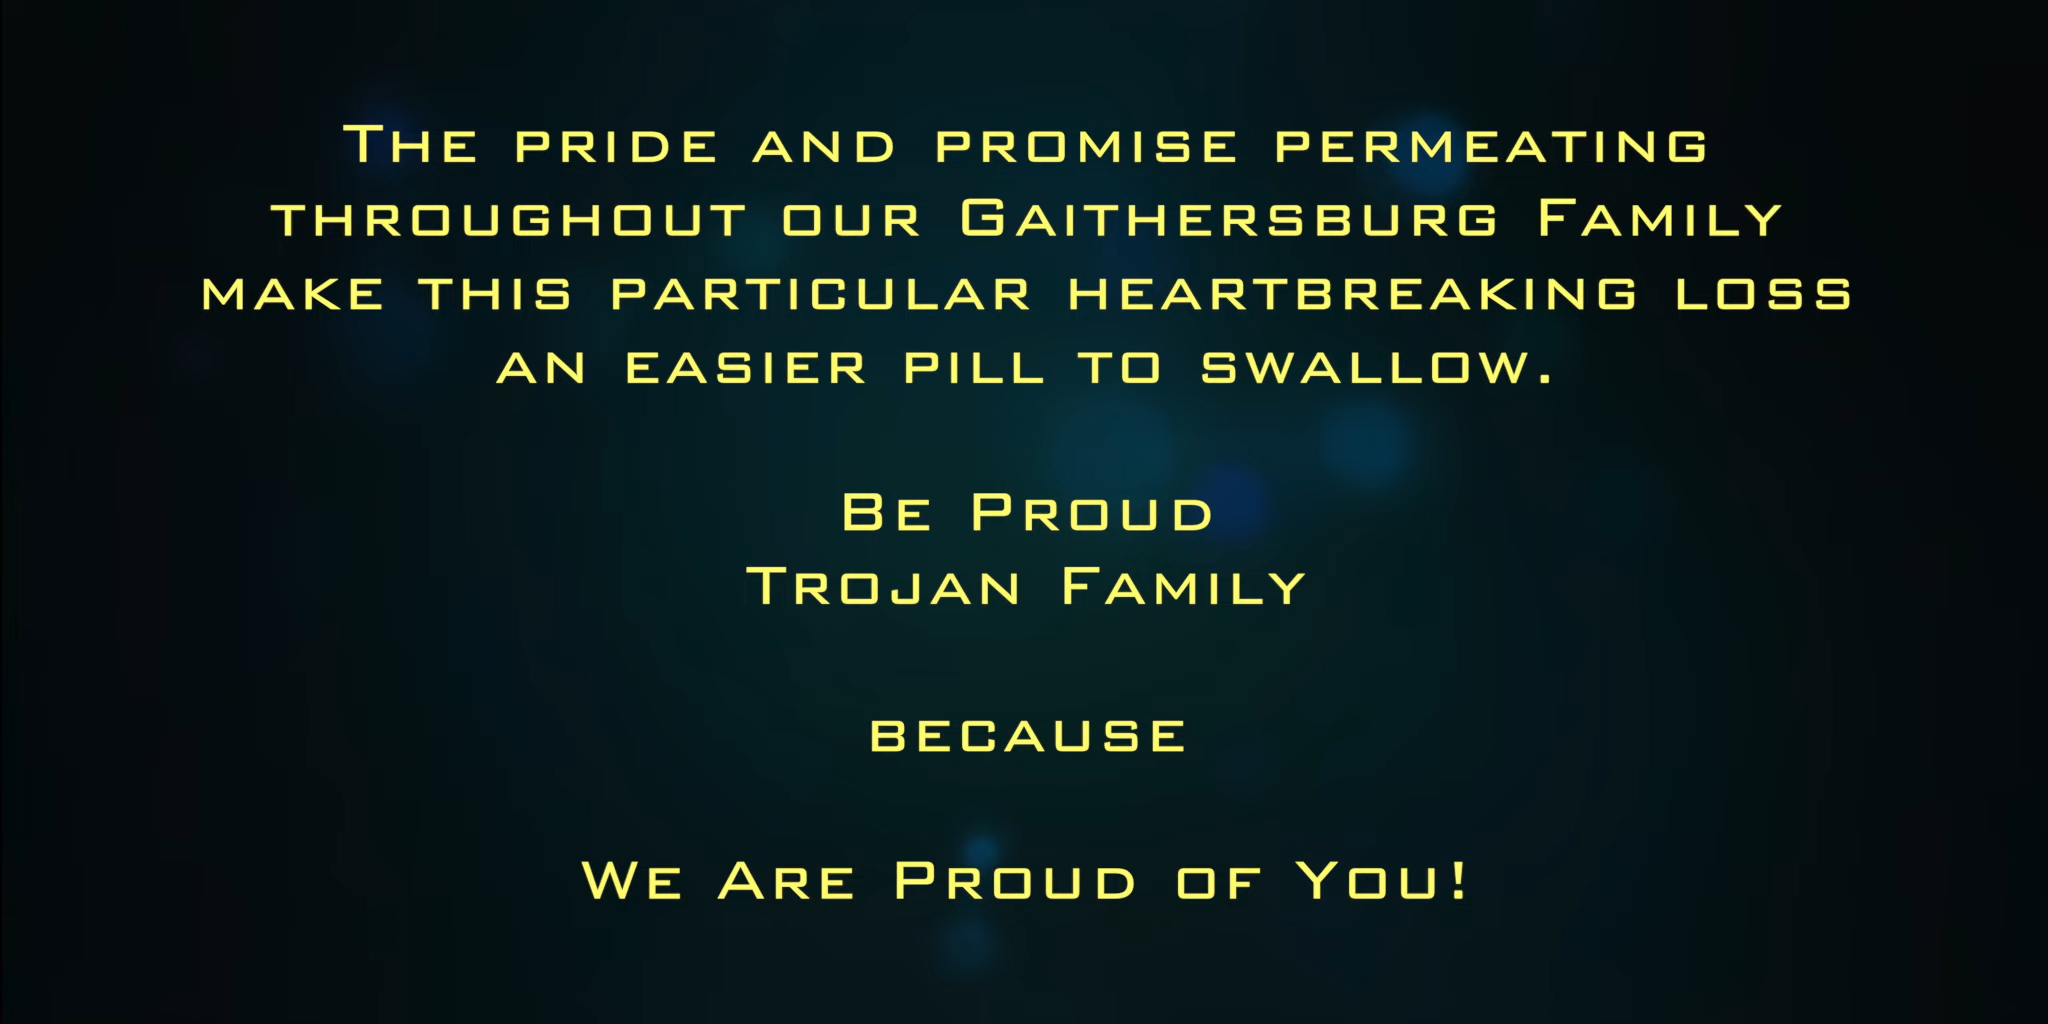 The pride and promise permeating
throughout our Gaithersburg Family
make this particular heartbreaking loss
an easier pill to swallow.
Be Proud
Trojan Family
because
We Are Proud of You!